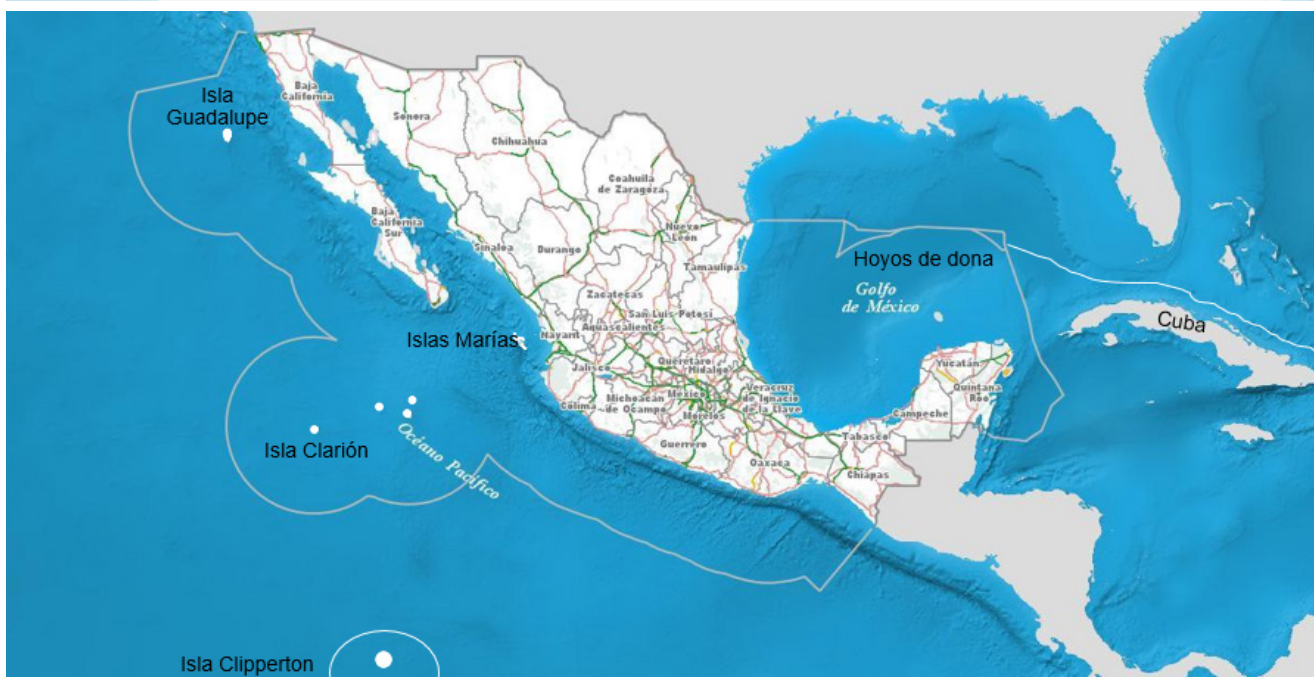 Isla
Guadalupe
Baja
California
Sonora
Chihuahua
Coahuila
de Zaragoza
Baja
California
Sur
Sinaloa
Durango
Nuevo
León
Tamaulipas
Hoyos de dona
Golfo
de México
Zacatecas
San Luis Potosí
Aguascalientes
Islas Marías
Nayarit
Cuba
Jalisco
Querétaro
Hidalgo
Yucatán
Quintana
Roo
Colima
Michoacán
de Ocampo
México
Morelos
Veracruz
de Ignacio
de la Llave
Campeche
Tabasco
Isla Clarión
Océano Pacífico
Guerrero
Oaxaca
Chiapas
Isla Clipperton